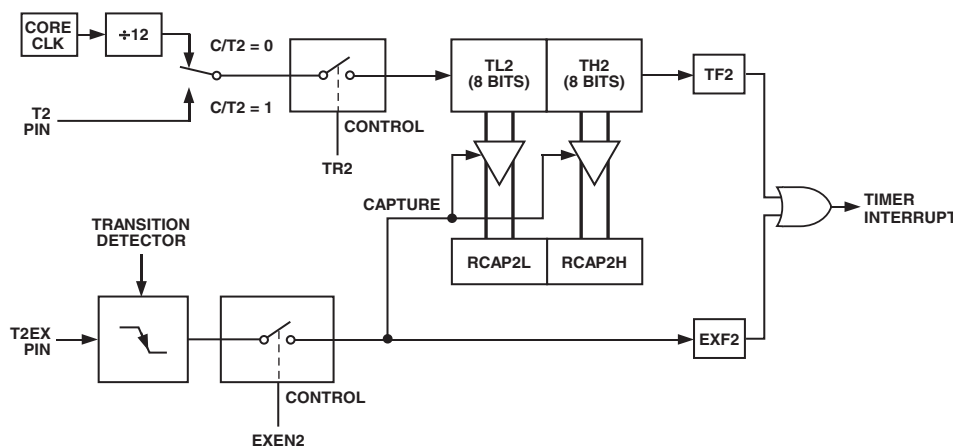 CORE
CLK
÷12
C/T2 = 0
C/T2 = 1
T2
PIN
CONTROL
TR2
TL2
(8 BITS)
TH2
(8 BITS)
TF2
CAPTURE
RCAP2L
RCAP2H
TIMER
INTERRUPT
TRANSITION
DETECTOR
T2EX
PIN
CONTROL
EXEN2
EXF2